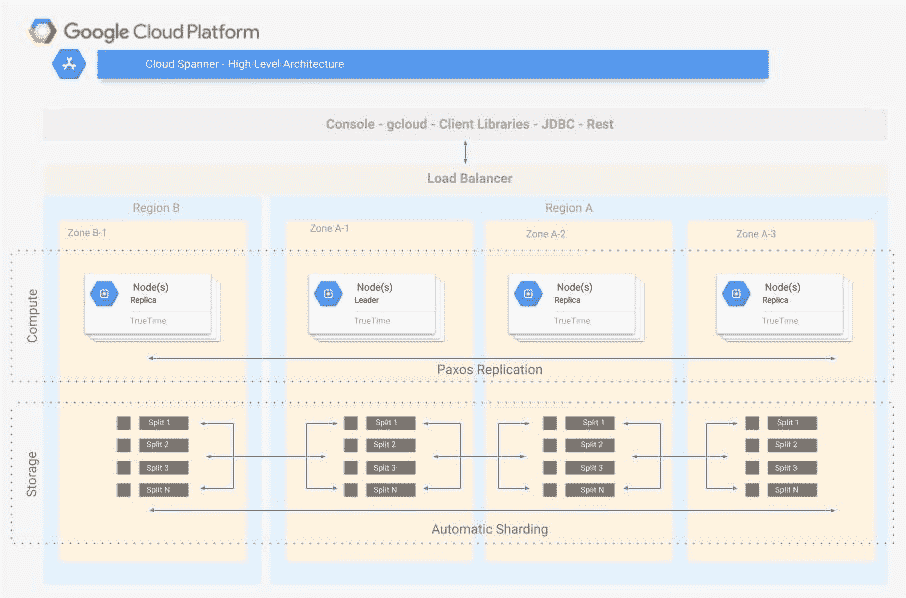 Google Cloud Platform
Cloud Spanner - High-Level Architecture
Console - gcloud - Client Libraries - JDBC - Rest
Load Balancer
Region B
Region A
Zone B-1
Zone A-1
Zone A-2
Zone A-3
Compute
Node(s)
Replica
TrueTime
Node(s)
Leader
TrueTime
Node(s)
Replica
TrueTime
Node(s)
Replica
TrueTime
Paxos Replication
Storage
Split 1
Split 2
Split 3
Split N
Split 1
Split 2
Split 3
Split N
Split 1
Split 2
Split 3
Split N
Split 1
Split 2
Split 3
Split N
Automatic Sharding